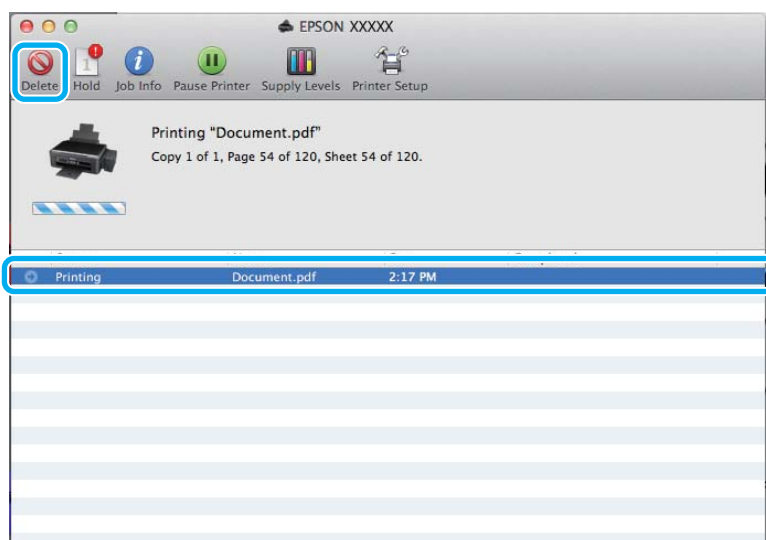 EPSON XXXXX
1
Delete Hold Job Info Pause Printer Supply Levels Printer Setup
Printing "Document.pdf"
Copy 1 of 1, Page 54 of 120, Sheet 54 of 120.
Printing Document.pdf 2:17 PM